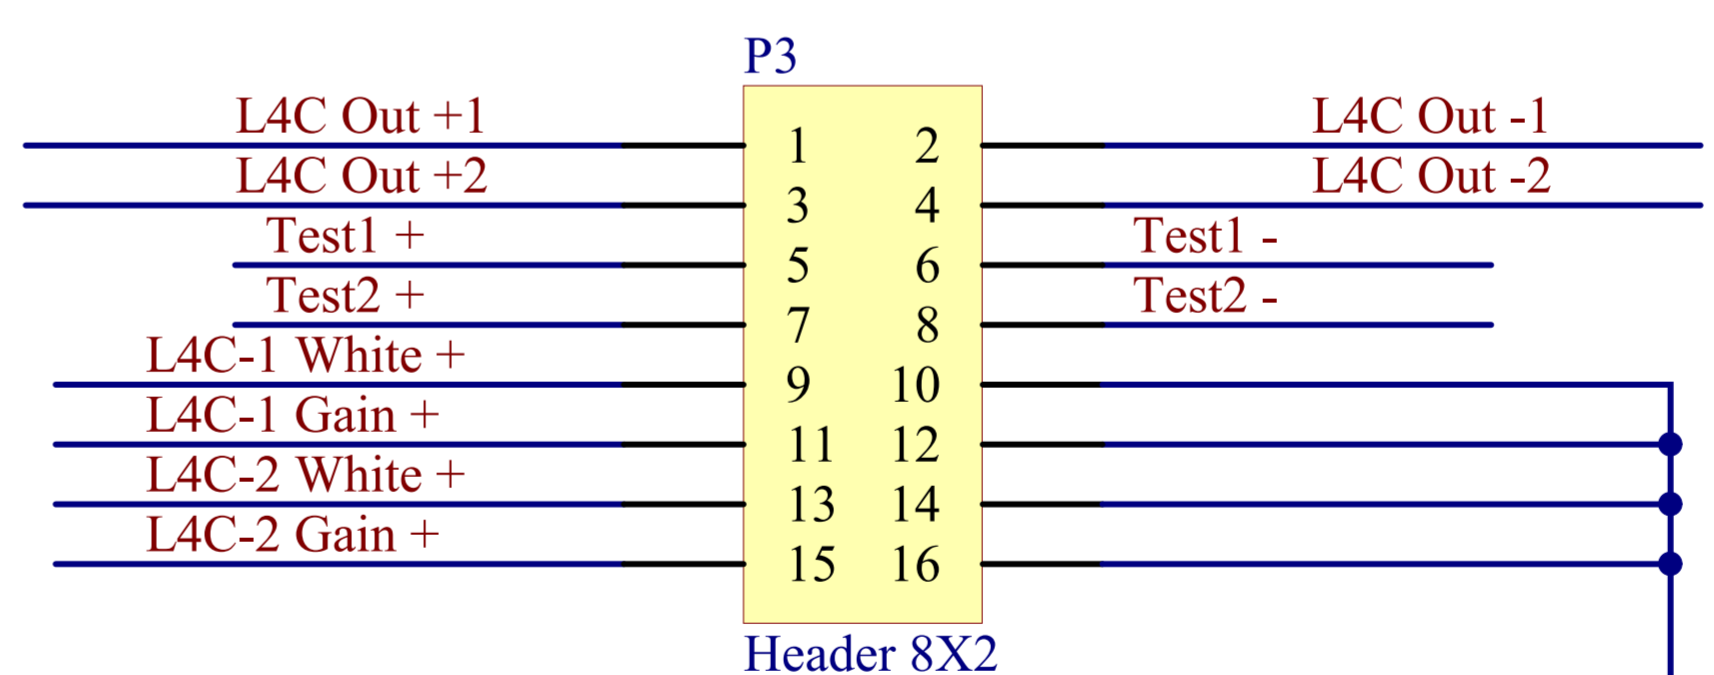 P3
L4C Out +1 L4C Out -1
1 2
L4C Out +2 L4C Out -2
3 4
Test1 + Test1 -
5 6
Test2 + Test2 -
7 8
L4C-1 White +
9 10
L4C-1 Gain +
11 12
L4C-2 White +
13 14
L4C-2 Gain +
15 16
Header 8X2